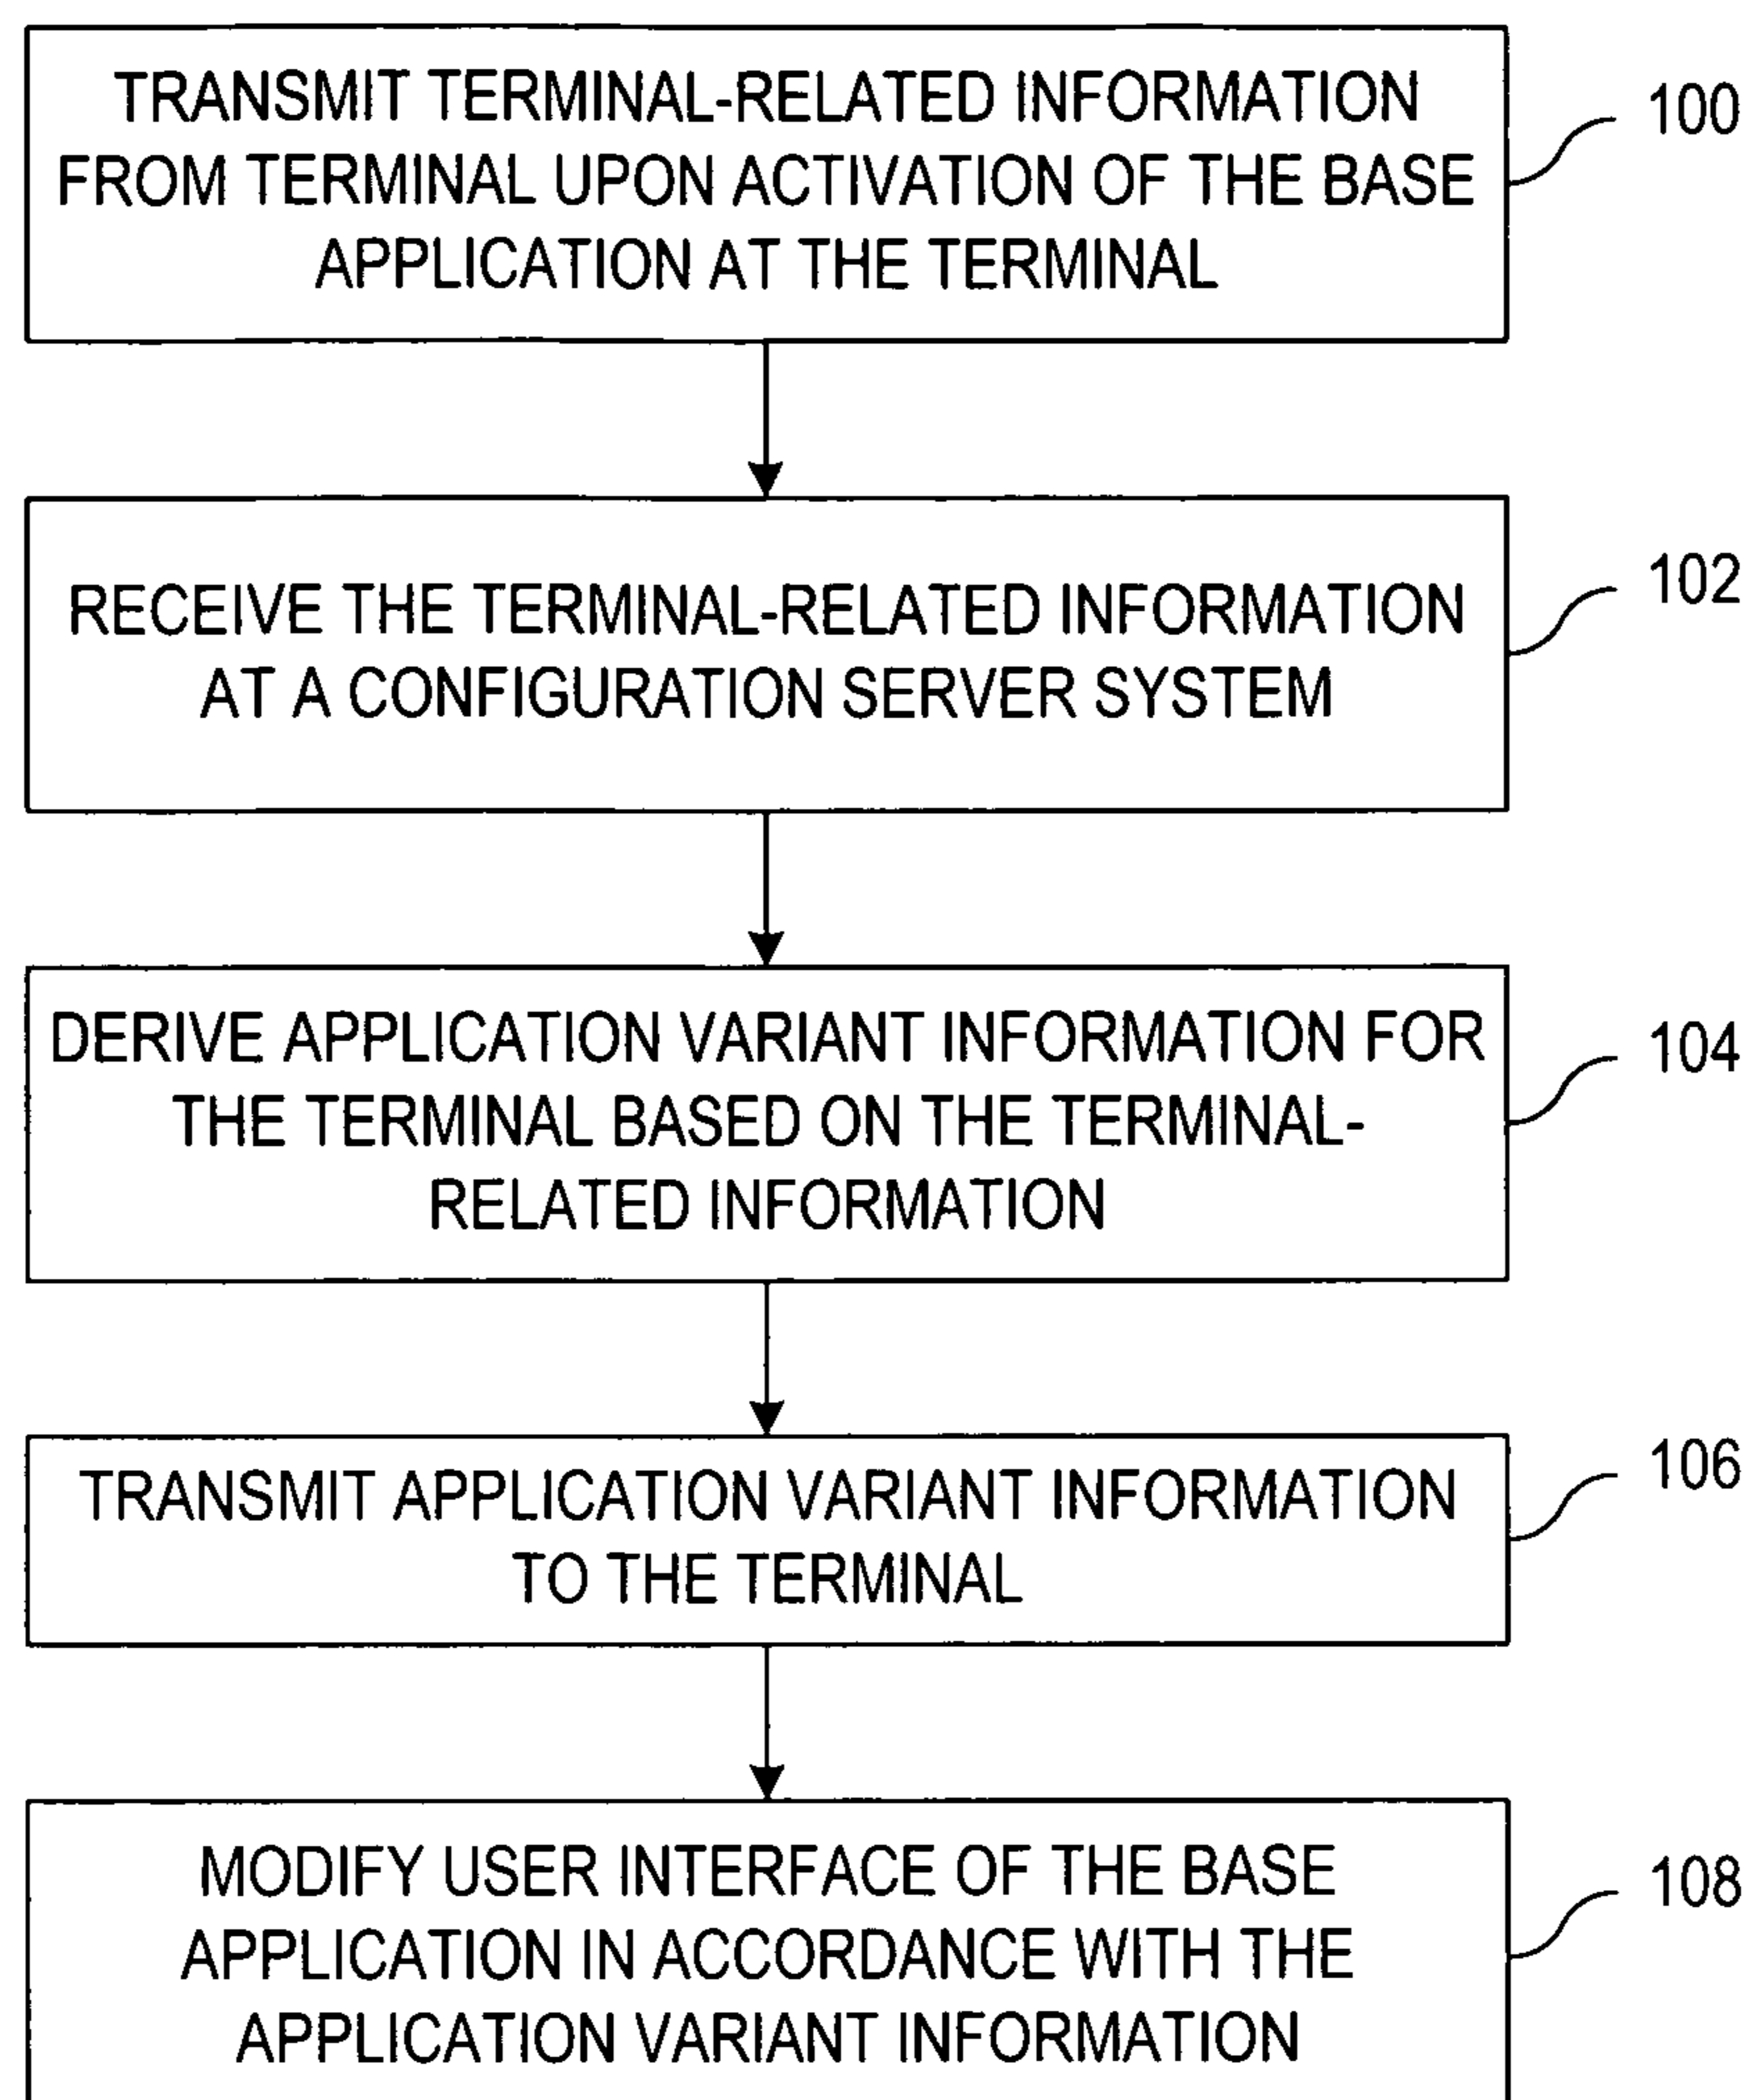 TRANSMIT TERMINAL-RELATED INFORMATION
FROM TERMINAL UPON ACTIVATION OF THE BASE
APPLICATION AT THE TERMINAL
100
RECEIVE THE TERMINAL-RELATED INFORMATION
AT A CONFIGURATION SERVER SYSTEM
102
DERIVE APPLICATION VARIANT INFORMATION FOR
THE TERMINAL BASED ON THE TERMINAL-
RELATED INFORMATION
104
TRANSMIT APPLICATION VARIANT INFORMATION
TO THE TERMINAL
106
MODIFY USER INTERFACE OF THE BASE
APPLICATION IN ACCORDANCE WITH THE
APPLICATION VARIANT INFORMATION
108